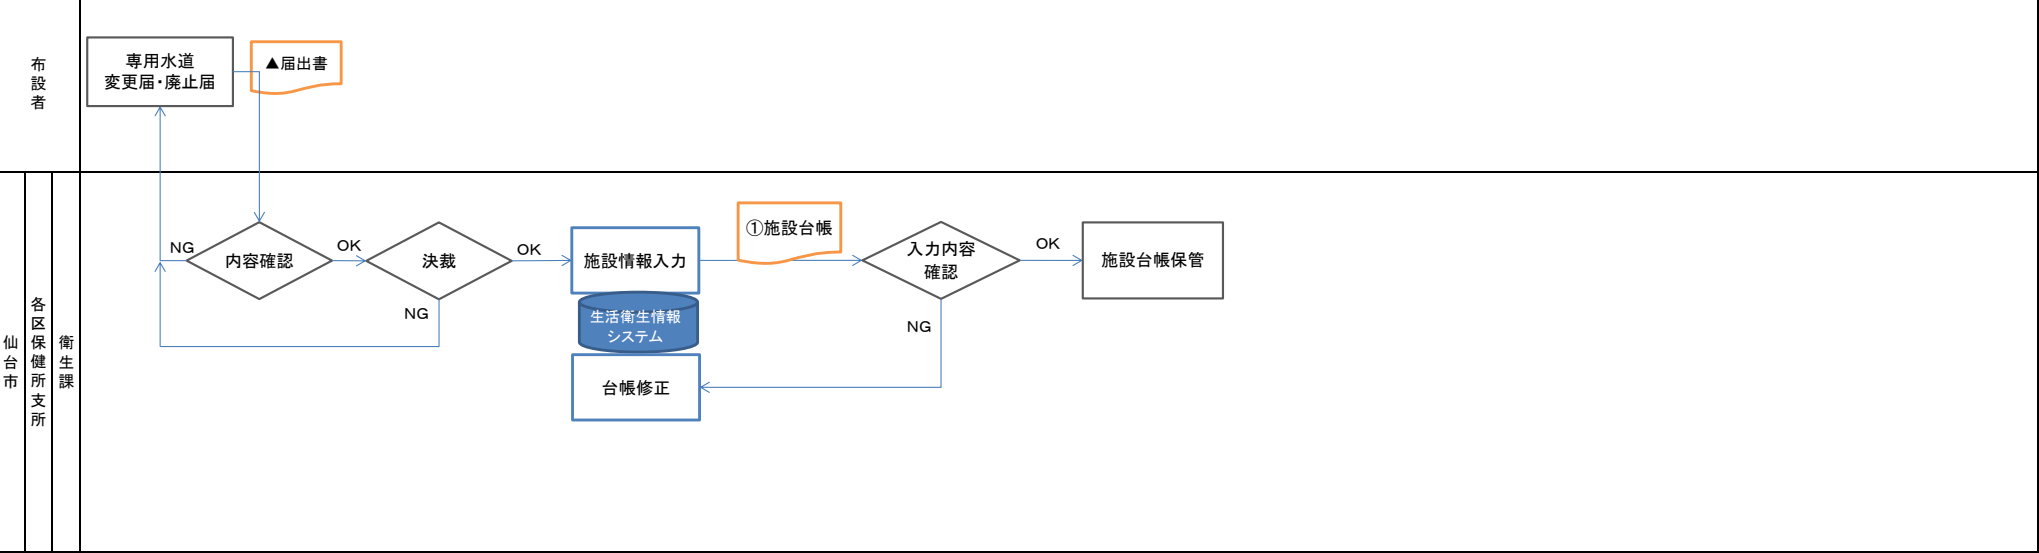 布設者
専用水道
変更届・廃止届
▲届出書
仙台市
各区保健所支所
衛生課
NG
内容確認
OK
決裁
OK
NG
施設情報入力
生活衛生情報
システム
台帳修正
①施設台帳
入力内容
確認
OK
NG
施設台帳保管